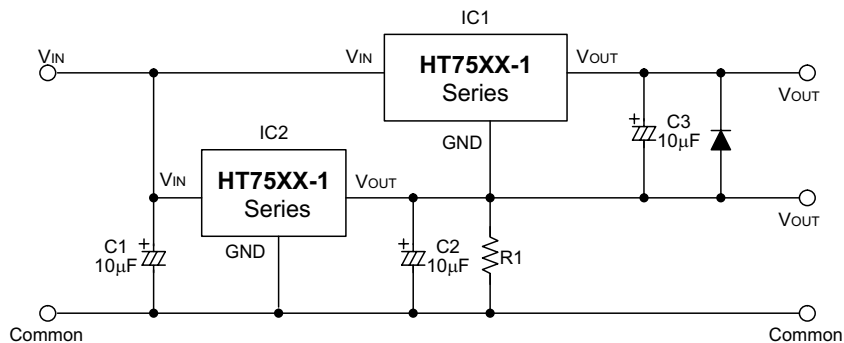 IC1
VIN
VIN
HT75XX-1
Series
VOUT
VOUT
GND
C3
+
10μF
IC2
VIN
HT75XX-1
Series
VOUT
VOUT
GND
C1
+
10μF
C2
+
10μF
R1
Common
Common